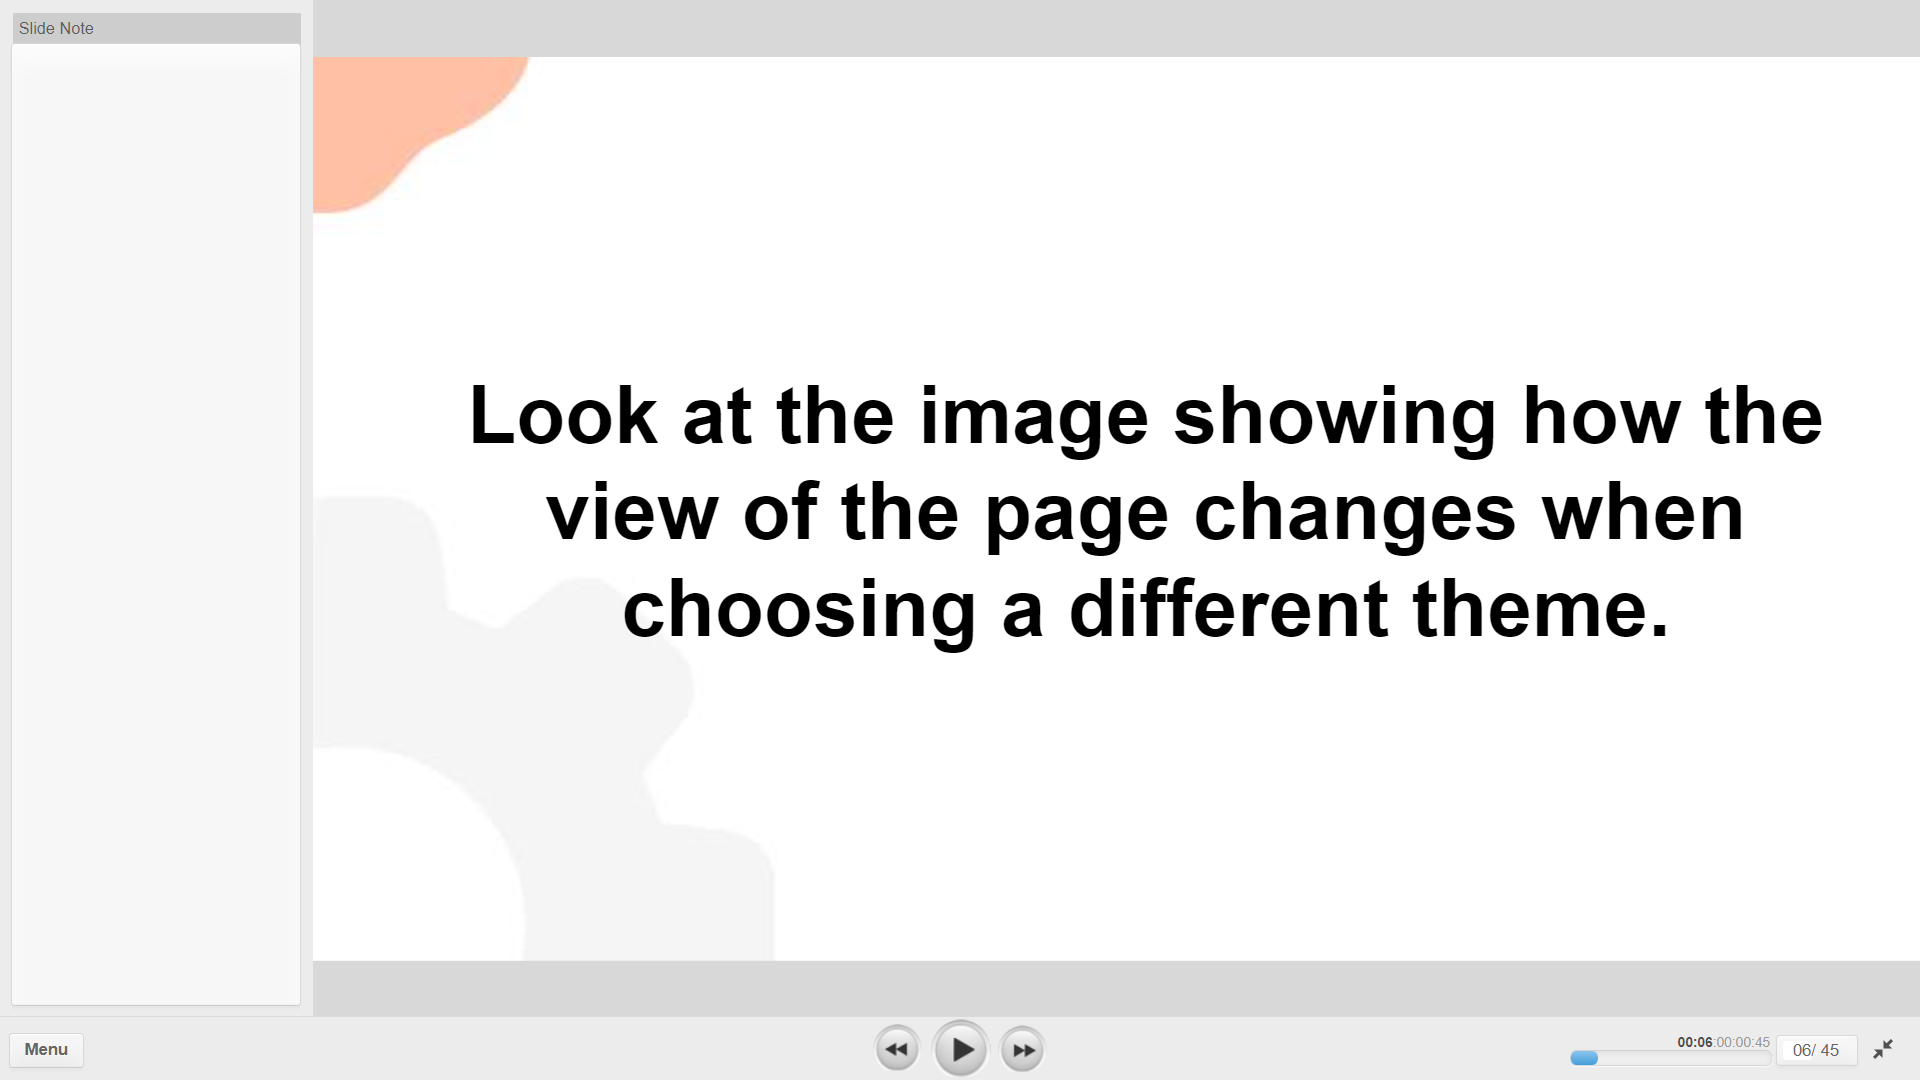 Slide Note
Look at the image showing how the
view of the page changes when
choosing a different theme.
Menu
00:06:00:00:45
06/ 45